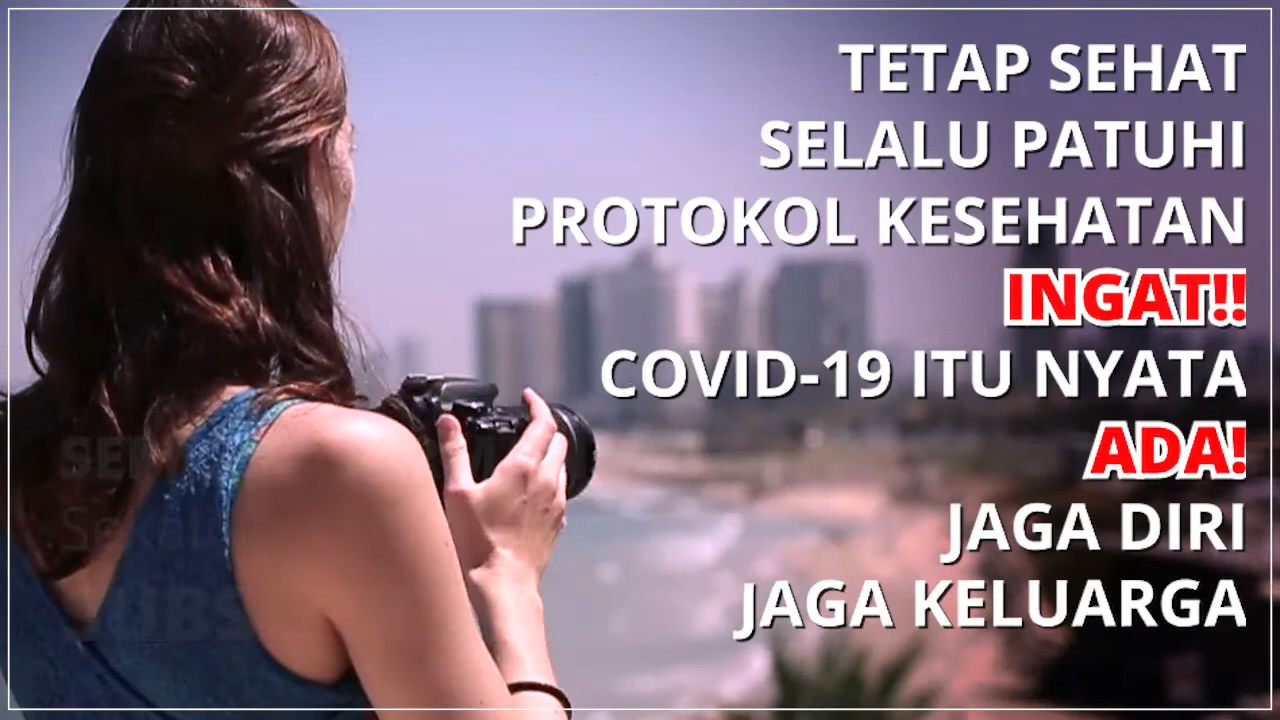 TETAP SEHAT
SELALU PATUHI
PROTOKOL KESEHATAN
INGAT!!
COVID-19 ITU NYATA
ADA!
JAGA DIRI
JAGA KELUARGA